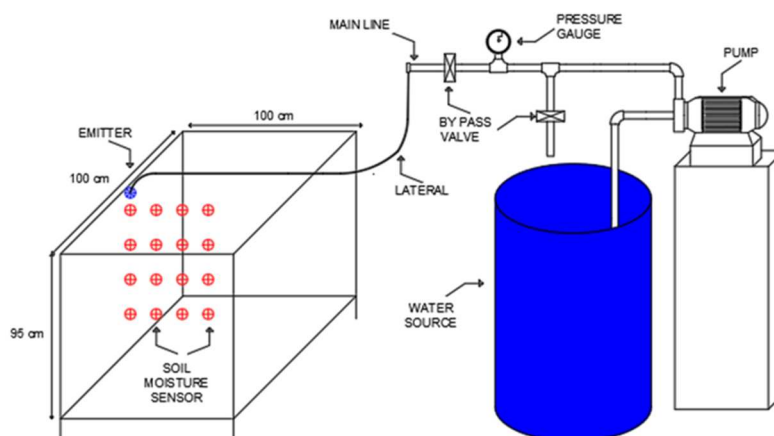 PRESSURE
GAUGE
MAIN LINE
PUMP
100 cm
EMITTER
BY PASS
VALVE
100 cm
LATERAL
WATER
SOURCE
95 cm
SOIL
MOISTURE
SENSOR